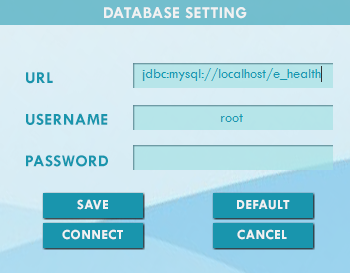 DATABASE SETTING
URL jdbc:mysql://localhost/e_health
USERNAME root
PASSWORD
SAVE DEFAULT
CONNECT CANCEL